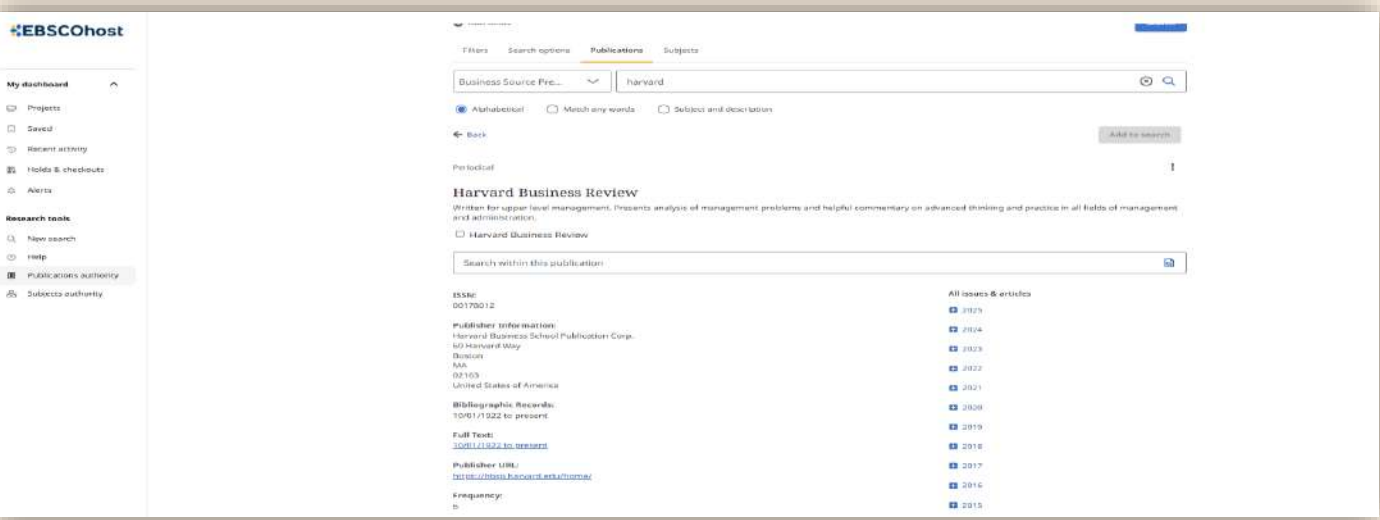 EBSCOhost
My dashboard
Projects
Saved
Recent activity
Holds & checkouts
Alerts
Research tools
New search
Help
Publications authority
Subjects authority
Filters Search options Publications Subjects
Business Source Pre... harvard
Alphabetical Match any words Subject and description
Back Add to search
Periodical
Harvard Business Review
Written for upper level management. Presents analysis of management problems and helpful commentary on advanced thinking and practice in all fields of management
and administration.
Harvard Business Review
Search within this publication
ISSN:
00178012
Publisher Information:
Harvard Business School Publication Corp.
60 Harvard Way
Boston
MA
02163
United States of America
Bibliographic Records:
10/01/1922 to present
Full Text:
10/01/1922 to present
Publisher URL:
https://hbsp.harvard.edu/home/
Frequency:
6
All issues & articles
2025
2024
2023
2022
2021
2020
2019
2018
2017
2016
2015